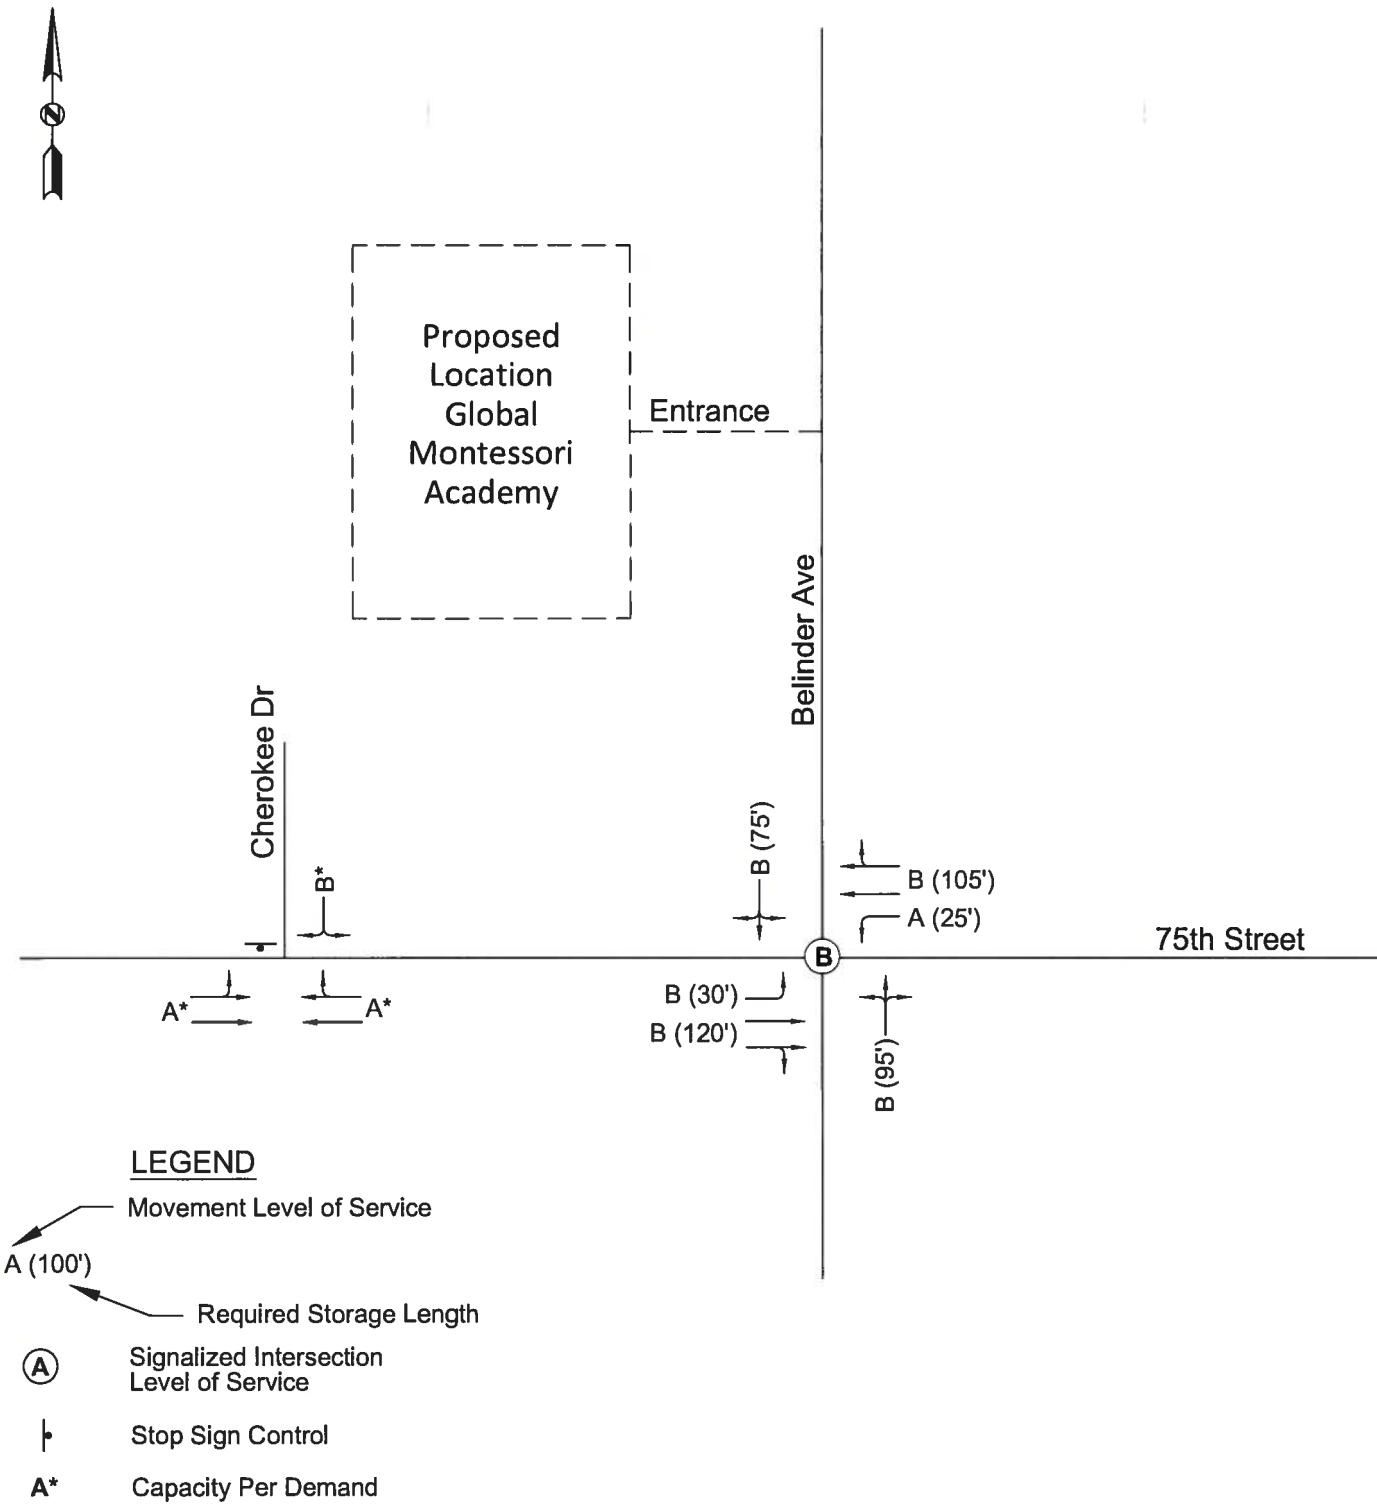 N
Proposed
Location
Global
Montessori
Academy
Entrance
Belinder Ave
Cherokee Dr
B (75')
B*
B (105')
A (25')
75th Street
B
A*
A*
B (30')
B (120')
B (95')
LEGEND
Movement Level of Service
A (100')
Required Storage Length
A
Signalized Intersection
Level of Service
Stop Sign Control
A*
Capacity Per Demand